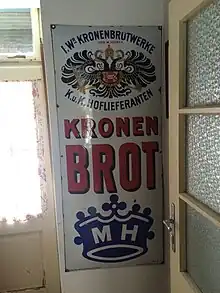 I. Wr KRONENBROTWERKE
K.u.K. HOFLIEFERANTEN
KRONEN
BROT
MH